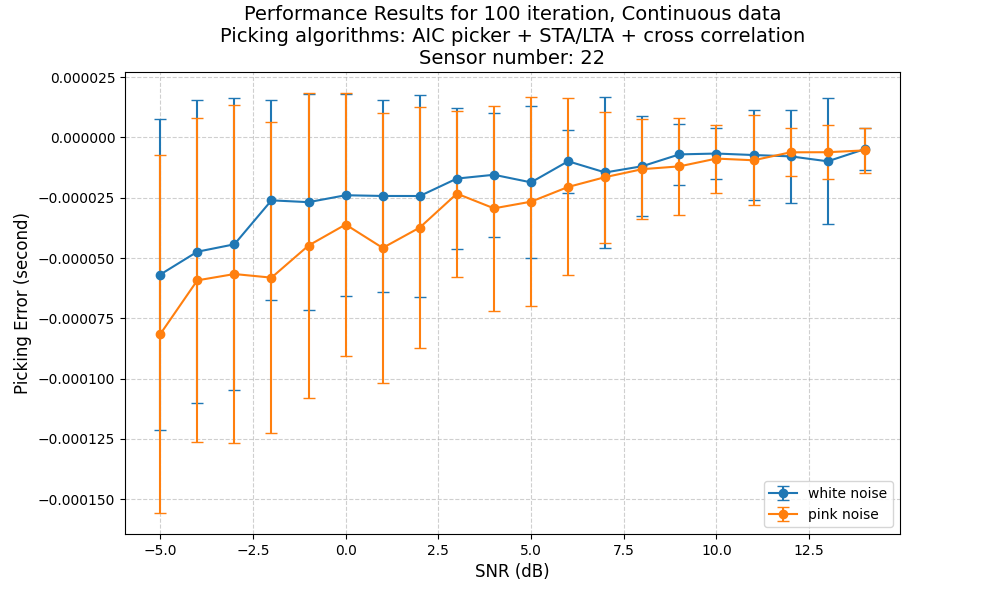 Performance Results for 100 iteration, Continuous data
Picking algorithms: AIC picker + STA/LTA + cross correlation
Sensor number: 22
Picking Error (second)
0.000025
0.000000
−0.000025
−0.000050
−0.000075
−0.000100
−0.000125
−0.000150
white noise
pink noise
−5.0 −2.5 0.0 2.5 5.0 7.5 10.0 12.5
SNR (dB)